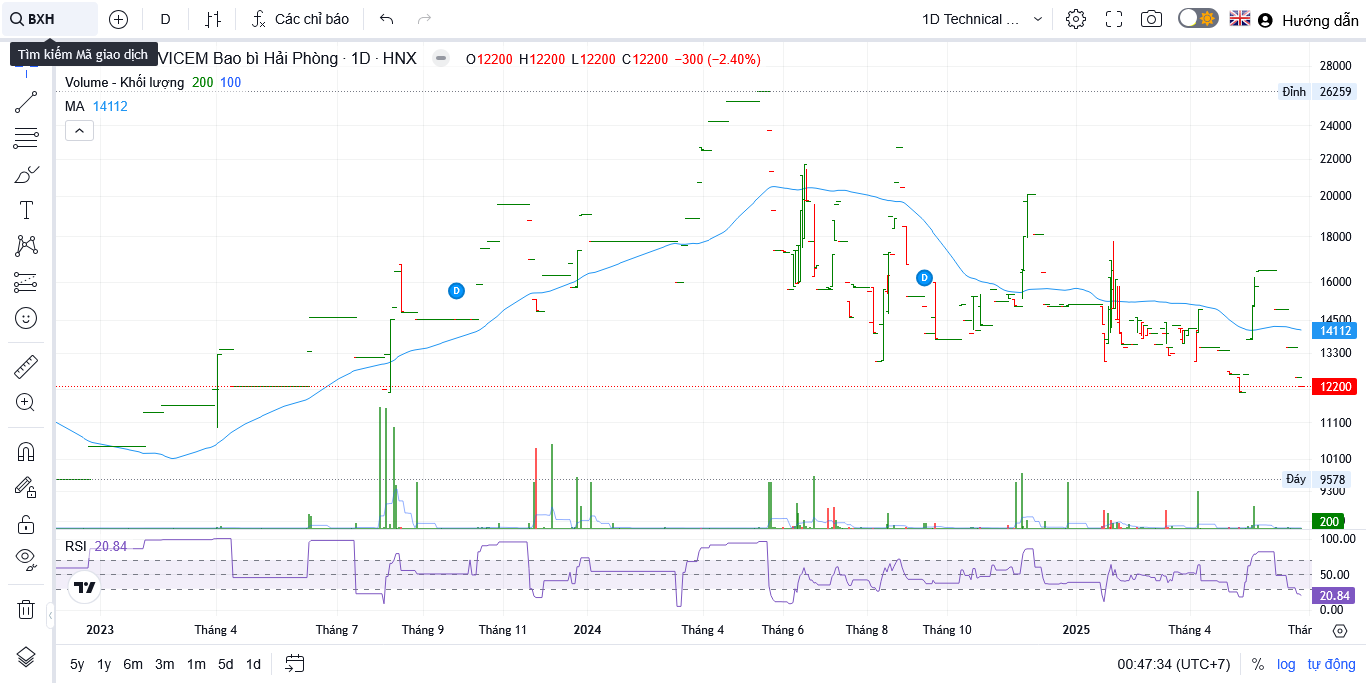 BXH D Các chỉ báo 1D Technical ... Hướng dẫn
Tìm kiếm Mã giao dịch
VICEM Bao bì Hải Phòng · 1D · HNX O12200 H12200 L12200 C12200 −300 (−2.40%)
Volume - Khối lượng 200 100
MA 14112
28000
Đỉnh 26259
24000
22000
20000
18000
D D
16000
14500
14112
13300
12200
11100
10100
Đáy 9578
9300
200
RSI 20.84
100.00
50.00
20.84
0.00
2023 Tháng 4 Tháng 7 Tháng 9 Tháng 11 2024 Tháng 4 Tháng 6 Tháng 8 Tháng 10 2025 Tháng 4 Thár
5y 1y 6m 3m 1m 5d 1d 00:47:34 (UTC+7) % log tự động